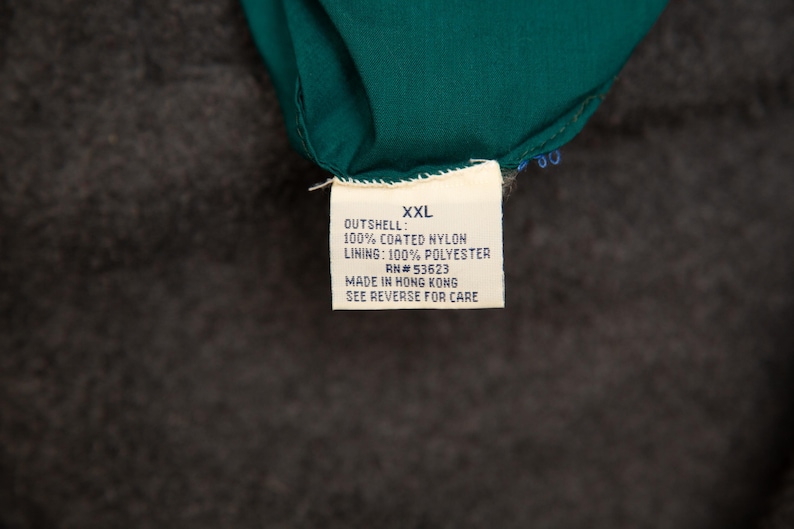 XXL
OUTSHELL:
100% COATED NYLON
LINING: 100% POLYESTER
RN# 53623
MADE IN HONG KONG
SEE REVERSE FOR CARE